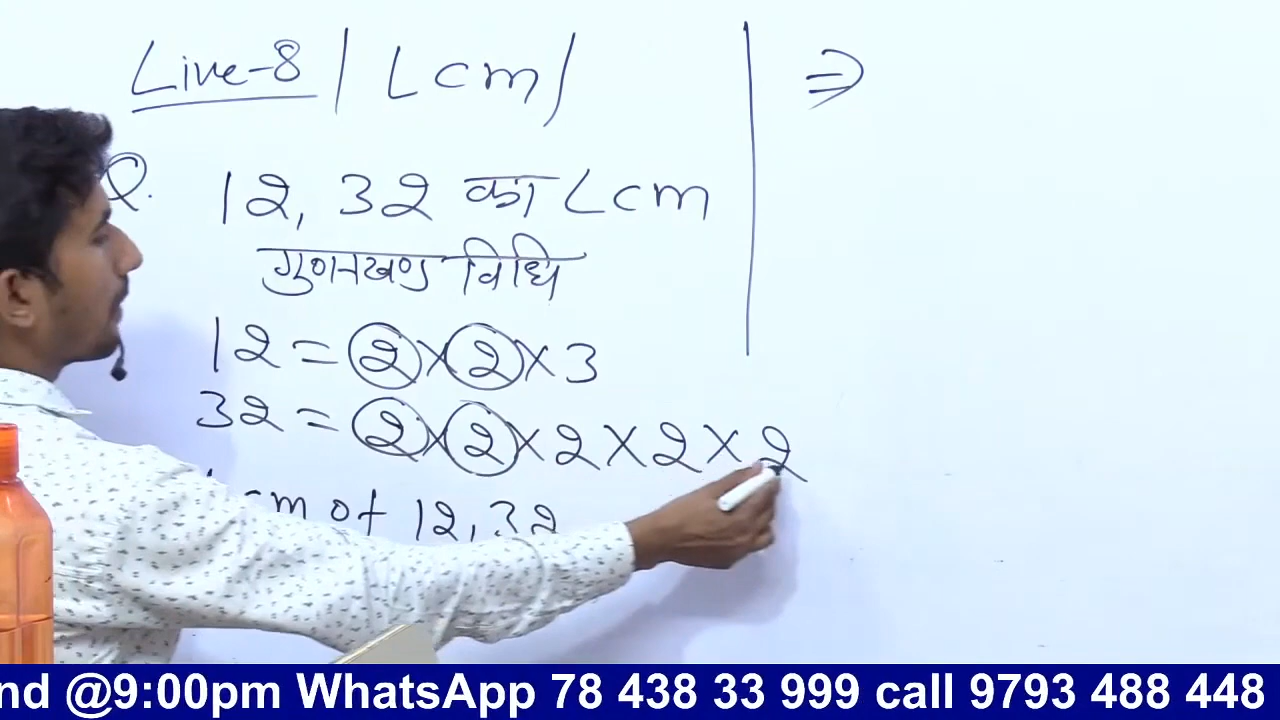 Live-8 | Lcm /
⇒
Q. 12, 32 का Lcm
गुणनखण्ड विधि
12 = 2 × 2 × 3
32 = 2 × 2 × 2 × 2 × 2
cm of 12, 32
nd @9:00pm WhatsApp 78 438 33 999 call 9793 488 448